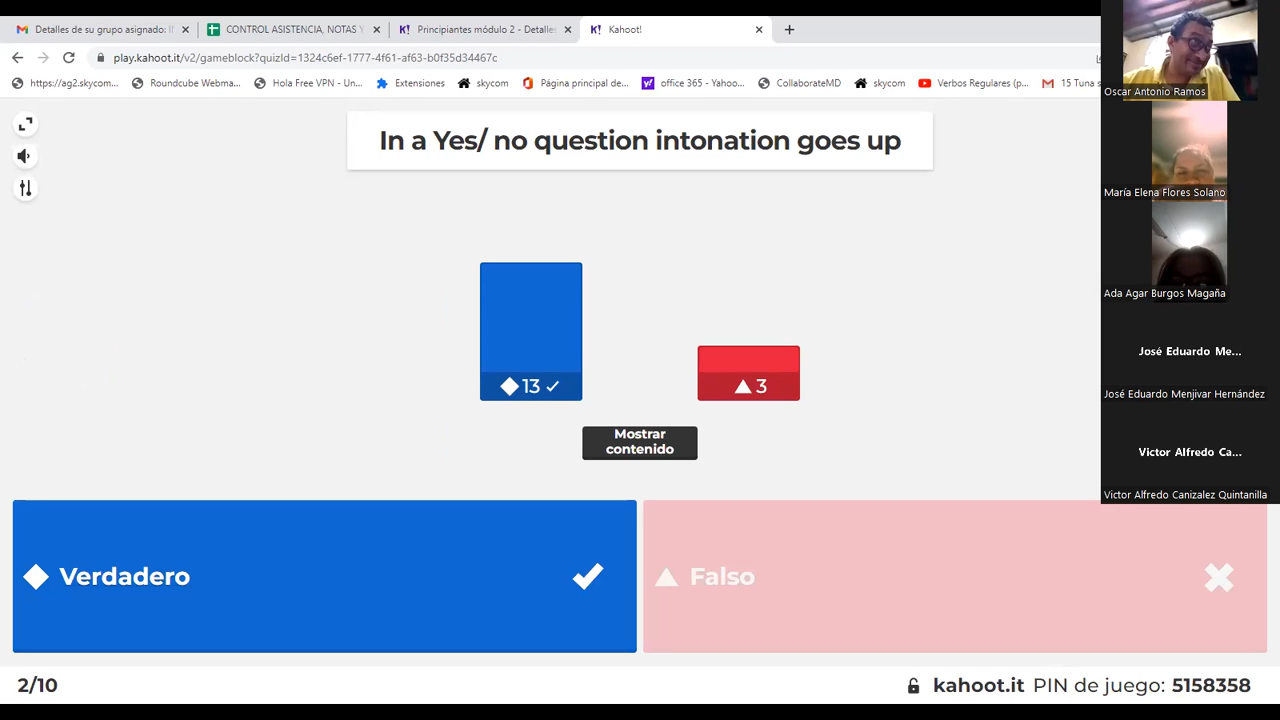 Detalles de su grupo asignado: I
CONTROL ASISTENCIA, NOTAS Y
Principiantes módulo 2 - Detalles
Kahoot!
play.kahoot.it/v2/gameblock?quizId=1324c6ef-1777-4f61-af63-b0f35d34467c
https://ag2.skycom...
Roundcube Webma...
Hola Free VPN - Un...
Extensiones
skycom
Página principal de...
office 365 - Yahoo...
CollaborateMD
skycom
Verbos Regulares (p...
15 Tuna s
In a Yes/ no question intonation goes up
13
3
Mostrar
contenido
Verdadero
Falso
2/10
kahoot.it PIN de juego: 5158358
Oscar Antonio Ramos
María Elena Flores Solano
Ada Agar Burgos Magaña
José Eduardo Me...
José Eduardo Menjivar Hernández
Victor Alfredo Ca...
Victor Alfredo Canizalez Quintanilla